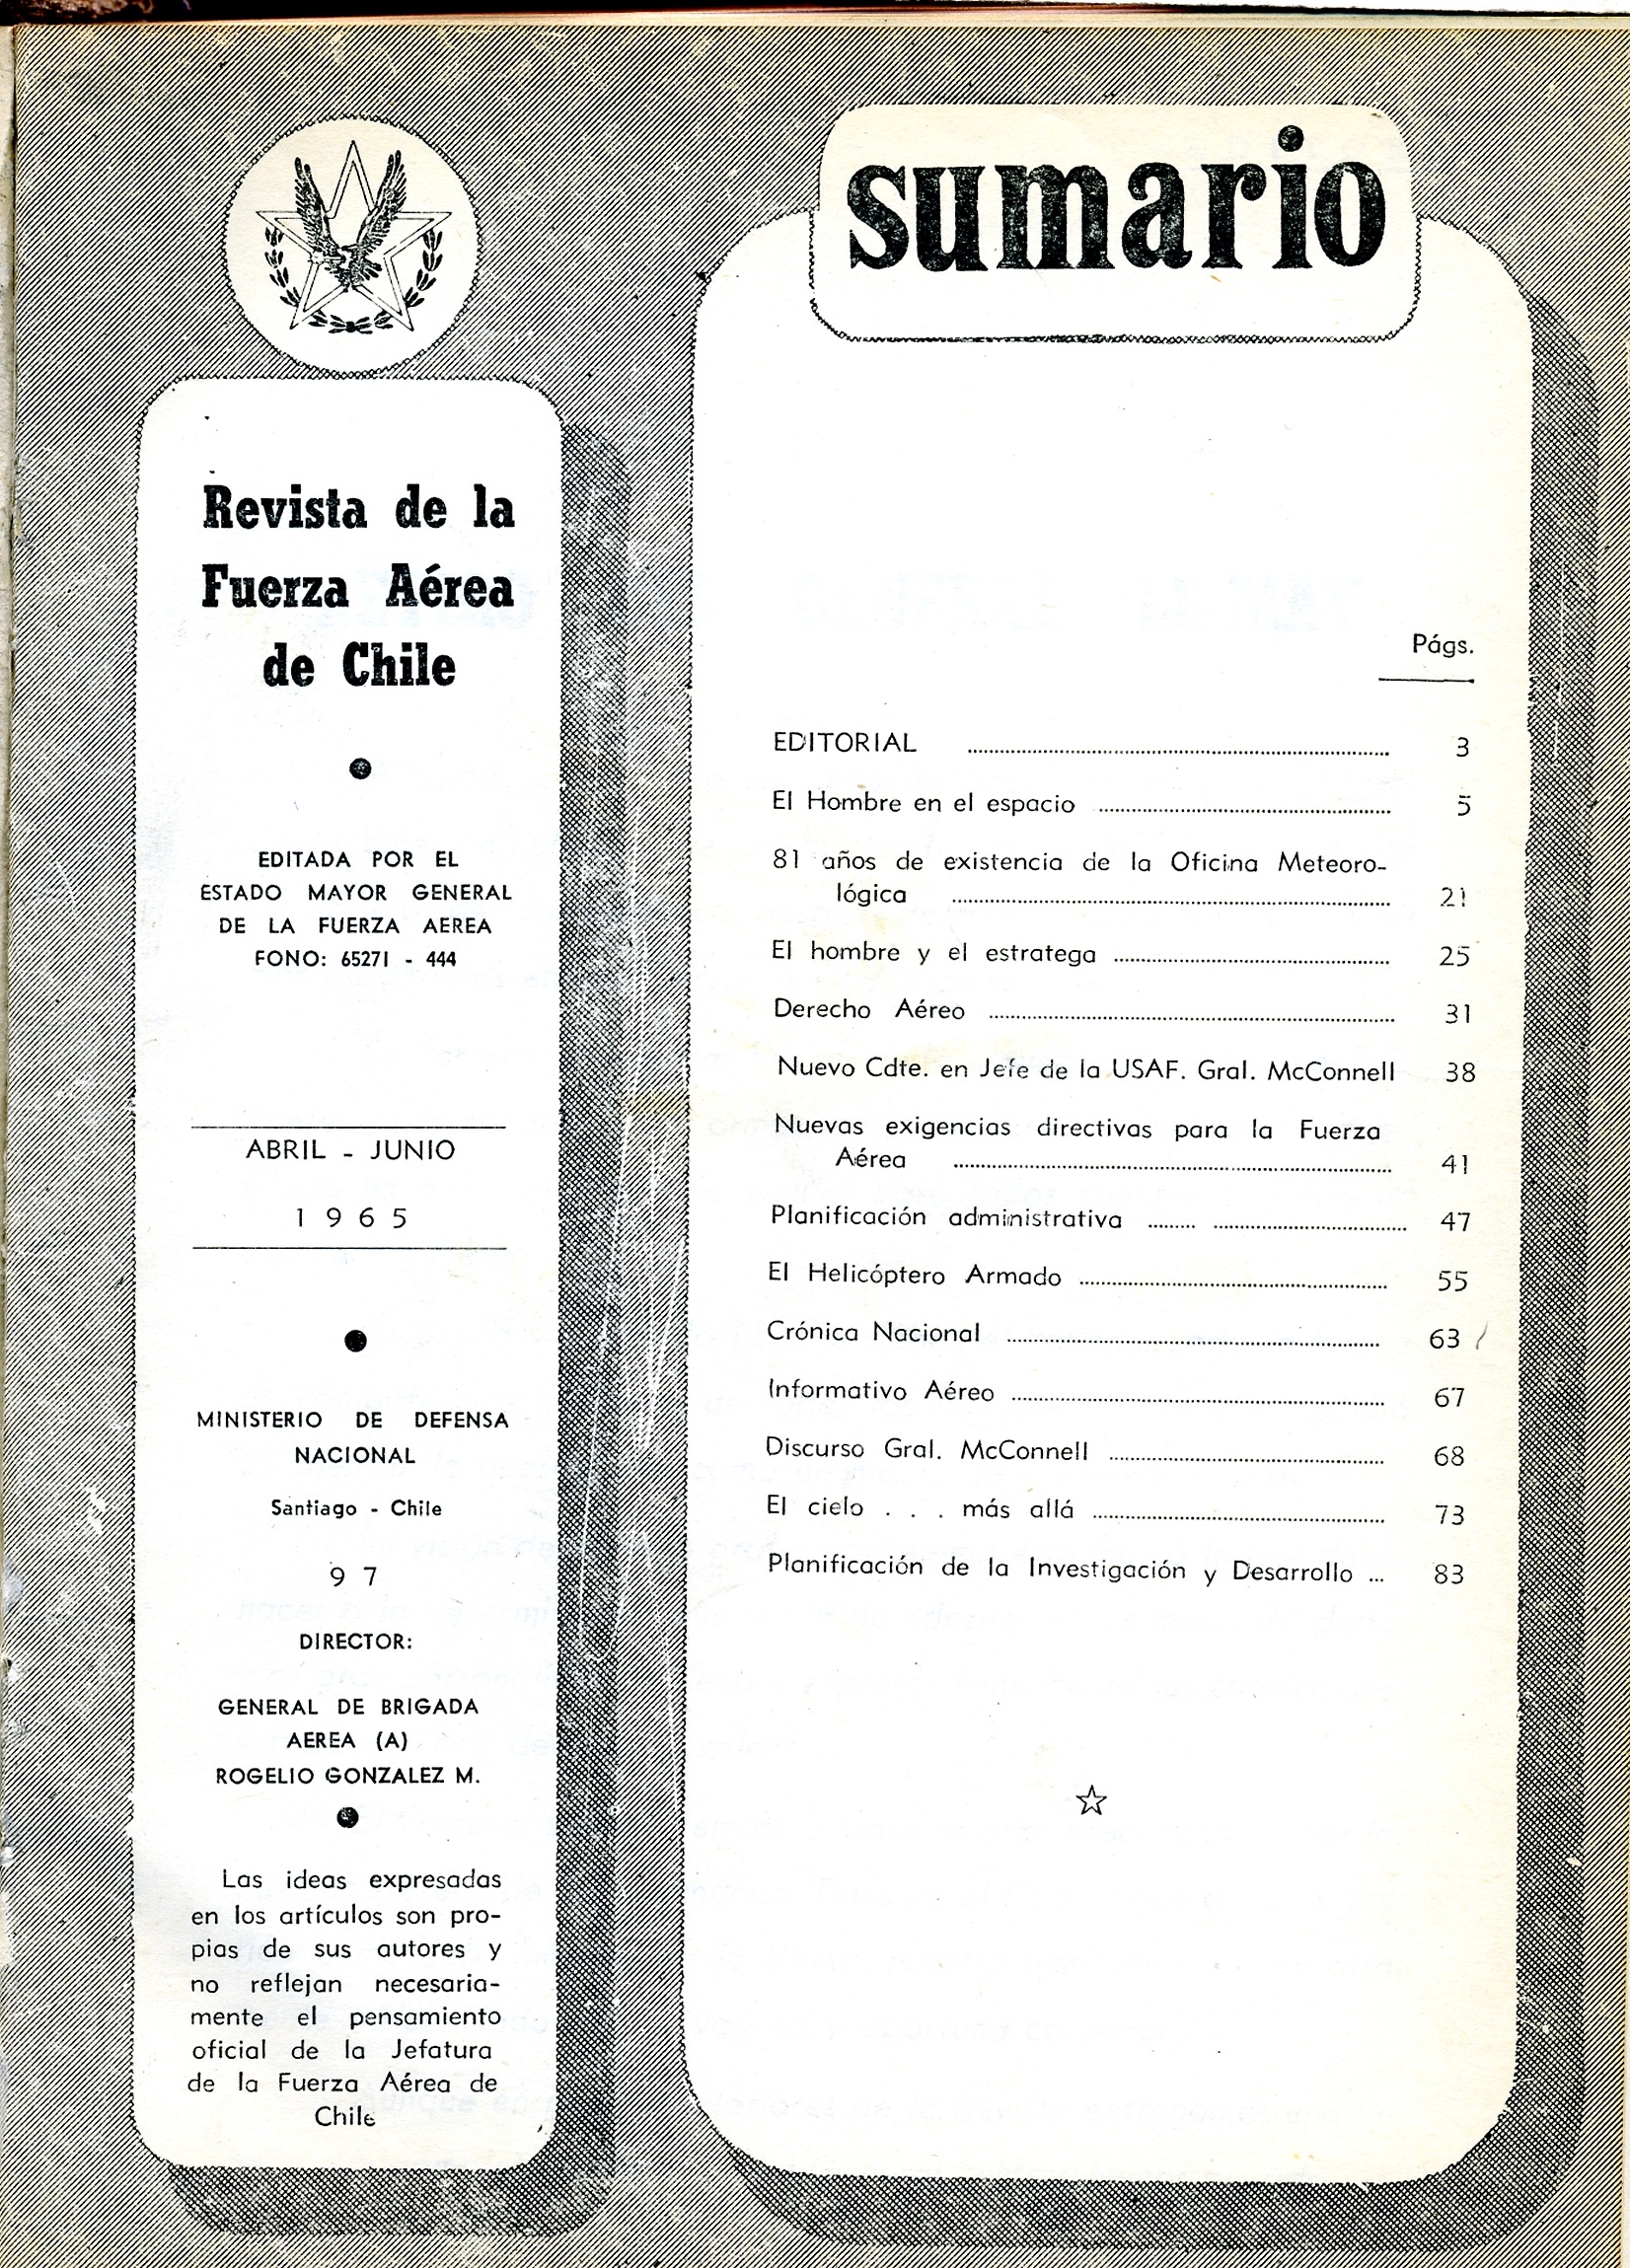 Revista de la
Fuerza Aérea
de Chile
EDITADA POR EL
ESTADO MAYOR GENERAL
DE LA FUERZA AEREA
FONO: 65271 - 444
ABRIL - JUNIO
1965
MINISTERIO DE DEFENSA
NACIONAL
Santiago - Chile
97
DIRECTOR:
GENERAL DE BRIGADA
AEREA (A)
ROGELIO GONZALEZ M.
Las ideas expresadas
en los artículos son pro-
pias de sus autores y
no reflejan necesaria-
mente el pensamiento
oficial de la Jefatura
de la Fuerza Aérea de
Chile
sumario
Págs.
EDITORIAL ........ 3
El Hombre en el espacio ........ 5
81 años de existencia de la Oficina Meteoro-
lógica ........ 21
El hombre y el estratega ........ 25
Derecho Aéreo ........ 31
Nuevo Cdte. en Jefe de la USAF. Gral. McConnell 38
Nuevas exigencias directivas para la Fuerza
Aérea ........ 41
Planificación administrativa ........ 47
El Helicóptero Armado ........ 55
Crónica Nacional ........ 63
Informativo Aéreo ........ 67
Discurso Gral. McConnell ........ 68
El cielo . . . más allá ........ 73
Planificación de la Investigación y Desarrollo ... 83